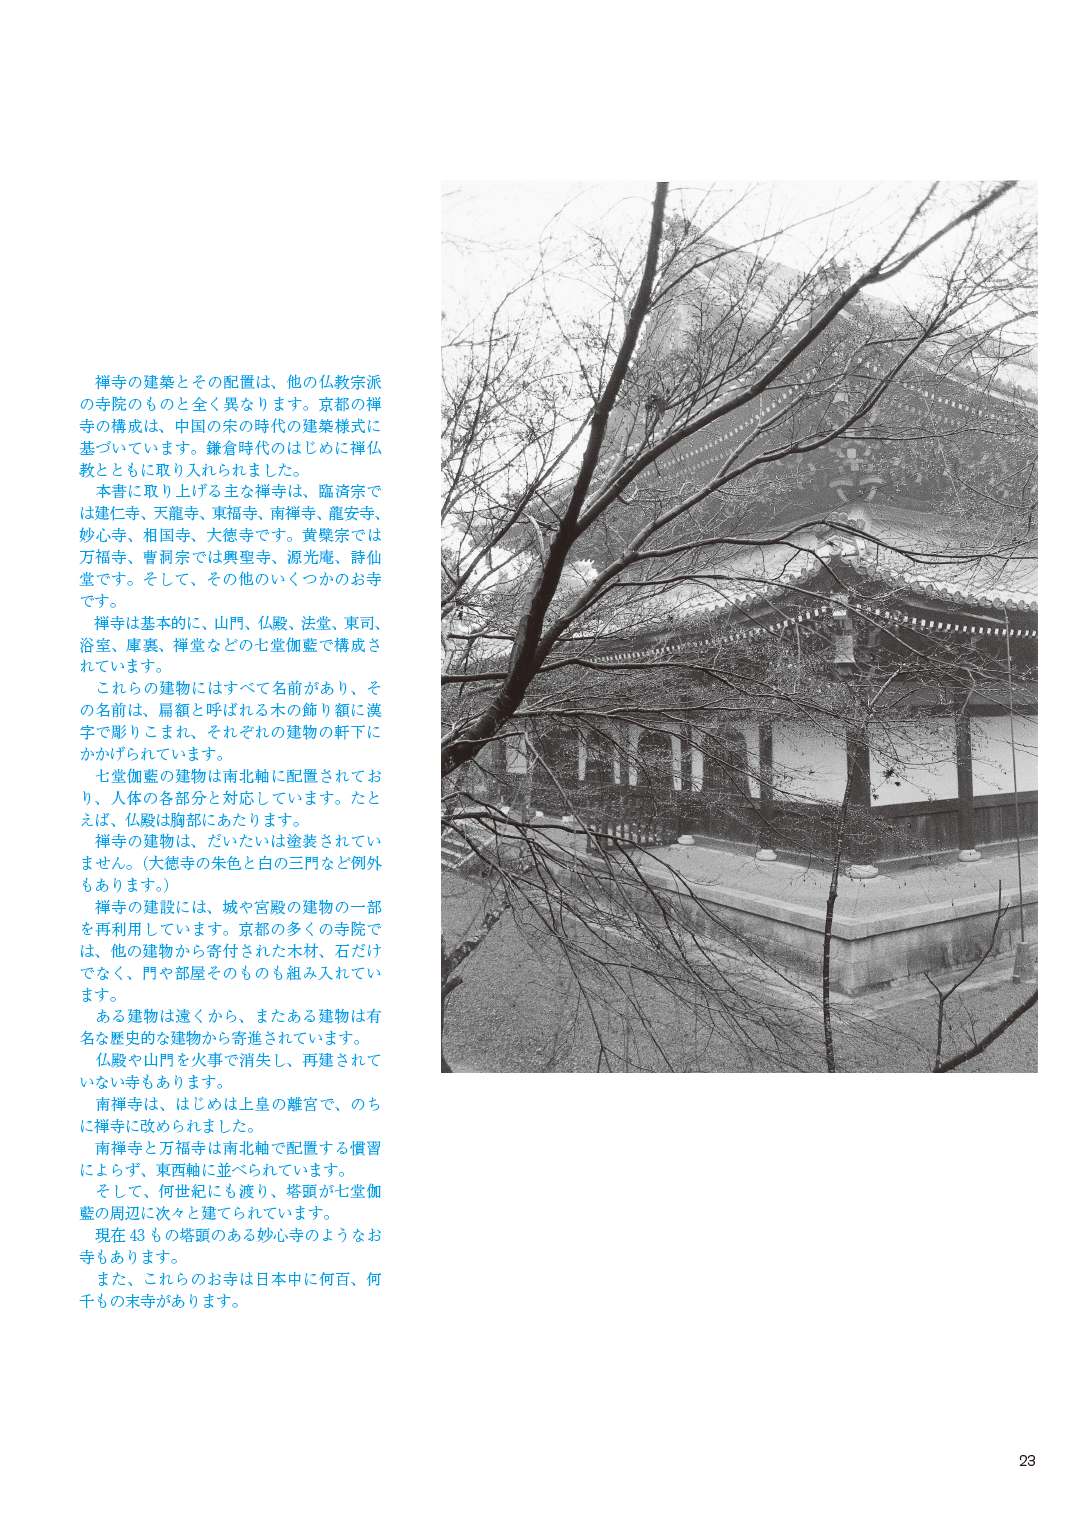 禅寺の建築とその配置は、他の仏教宗派
の寺院のものと全く異なります。京都の禅
寺の構成は、中国の宋の時代の建築様式に
基づいています。鎌倉時代のはじめに禅仏
教とともに取り入れられました。
　本書に取り上げる主な禅寺は、臨済宗で
は建仁寺、天龍寺、東福寺、南禅寺、龍安寺、
妙心寺、相国寺、大徳寺です。黄檗宗では
万福寺、曹洞宗では興聖寺、源光庵、詩仙
堂です。そして、その他のいくつかのお寺
です。
　禅寺は基本的に、山門、仏殿、法堂、東司、
浴室、庫裏、禅堂などの七堂伽藍で構成さ
れています。
　これらの建物にはすべて名前があり、そ
の名前は、扁額と呼ばれる木の飾り額に漢
字で彫りこまれ、それぞれの建物の軒下に
かかげられています。
　七堂伽藍の建物は南北軸に配置されてお
り、人体の各部分と対応しています。たと
えば、仏殿は胸部にあたります。
　禅寺の建物は、だいたいは塗装されてい
ません。（大徳寺の朱色と白の三門など例外
もあります。）
　禅寺の建設には、城や宮殿の建物の一部
を再利用しています。京都の多くの寺院で
は、他の建物から寄付された木材、石だけ
でなく、門や部屋そのものも組み入れてい
ます。
　ある建物は遠くから、またある建物は有
名な歴史的な建物から寄進されています。
　仏殿や山門を火事で消失し、再建されて
いない寺もあります。
　南禅寺は、はじめは上皇の離宮で、のち
に禅寺に改められました。
　南禅寺と万福寺は南北軸で配置する慣習
によらず、東西軸に並べられています。
　そして、何世紀にも渡り、塔頭が七堂伽
藍の周辺に次々と建てられています。
　現在 43 もの塔頭のある妙心寺のようなお
寺もあります。
　また、これらのお寺は日本中に何百、何
千もの末寺があります。
23